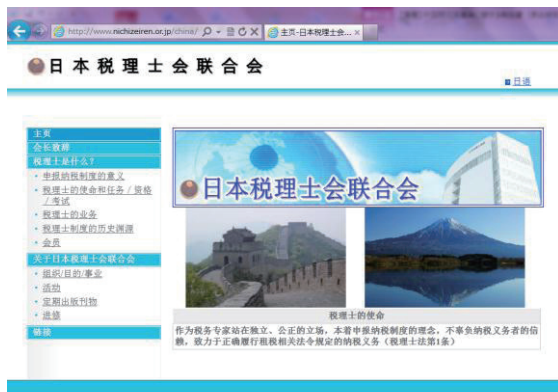 http://www.nichizeiren.or.jp/china/
主页-日本税理士会...
日本税理士会联合会
日语
主页
会长致辞
税理士是什么？
申报纳税制度的意义
税理士的使命和任务/资格
/考试
税理士的业务
税理士制度的历史渊源
会员
关于日本税理士会联合会
组织/目的/事业
活动
定期出版刊物
进修
链接
日本税理士会联合会
税理士的使命
作为税务专家站在独立、公正的立场，本着申报纳税制度的理念，不辜负纳税义务者的信
赖，致力于正确履行租税相关法令规定的纳税义务（税理士法第1条）